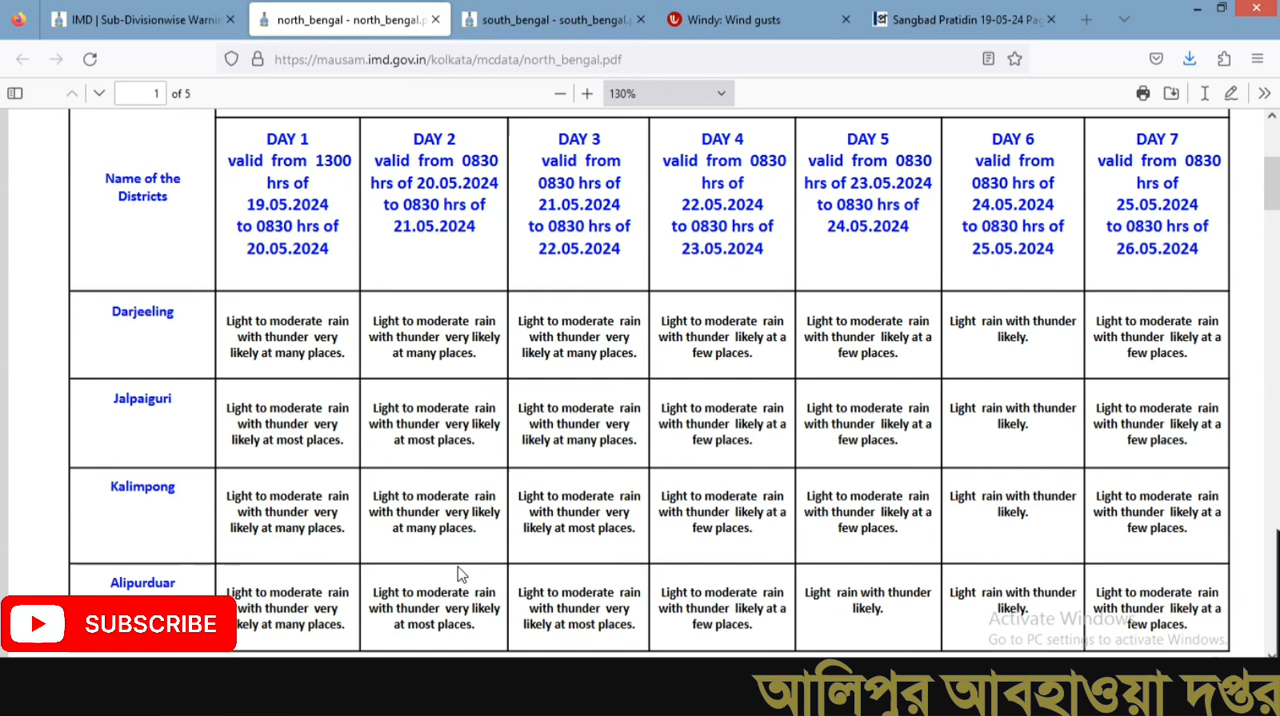 IMD | Sub-Divisionwise Warnin
north_bengal - north_bengal.p
south_bengal - south_bengal.p
Windy: Wind gusts
Sangbad Pratidin 19-05-24 Pag
https://mausam.imd.gov.in/kolkata/mcdata/north_bengal.pdf
1 of 5
130%
Name of the
Districts
DAY 1
valid from 1300
hrs of
19.05.2024
to 0830 hrs of
20.05.2024
DAY 2
valid from 0830
hrs of 20.05.2024
to 0830 hrs of
21.05.2024
DAY 3
valid from
0830 hrs of
21.05.2024
to 0830 hrs of
22.05.2024
DAY 4
valid from 0830
hrs of
22.05.2024
to 0830 hrs of
23.05.2024
DAY 5
valid from 0830
hrs of 23.05.2024
to 0830 hrs of
24.05.2024
DAY 6
valid from
0830 hrs of
24.05.2024
to 0830 hrs of
25.05.2024
DAY 7
valid from 0830
hrs of
25.05.2024
to 0830 hrs of
26.05.2024
Darjeeling
Light to moderate rain
with thunder very
likely at many places.
Light to moderate rain
with thunder very likely
at many places.
Light to moderate rain
with thunder very
likely at many places.
Light to moderate rain
with thunder likely at a
few places.
Light to moderate rain
with thunder likely at a
few places.
Light rain with thunder
likely.
Light to moderate rain
with thunder likely at a
few places.
Jalpaiguri
Light to moderate rain
with thunder very
likely at most places.
Light to moderate rain
with thunder very likely
at most places.
Light to moderate rain
with thunder very
likely at many places.
Light to moderate rain
with thunder likely at a
few places.
Light to moderate rain
with thunder likely at a
few places.
Light rain with thunder
likely.
Light to moderate rain
with thunder likely at a
few places.
Kalimpong
Light to moderate rain
with thunder very
likely at many places.
Light to moderate rain
with thunder very likely
at many places.
Light to moderate rain
with thunder very
likely at most places.
Light to moderate rain
with thunder likely at a
few places.
Light to moderate rain
with thunder likely at a
few places.
Light rain with thunder
likely.
Light to moderate rain
with thunder likely at a
few places.
Alipurduar
Light to moderate rain
with thunder very
kely at many places.
Light to moderate rain
with thunder very likely
at most places.
Light to moderate rain
with thunder very
likely at most places.
Light to moderate rain
with thunder likely at a
few places.
Light rain with thunder
likely.
Light rain with thunder
likely.
Light to moderate rain
with thunder likely at a
few places.
SUBSCRIBE
Activate Windows
Go to PC settings to activate Windows.
আলিপুর আবহাওয়া দপ্তর